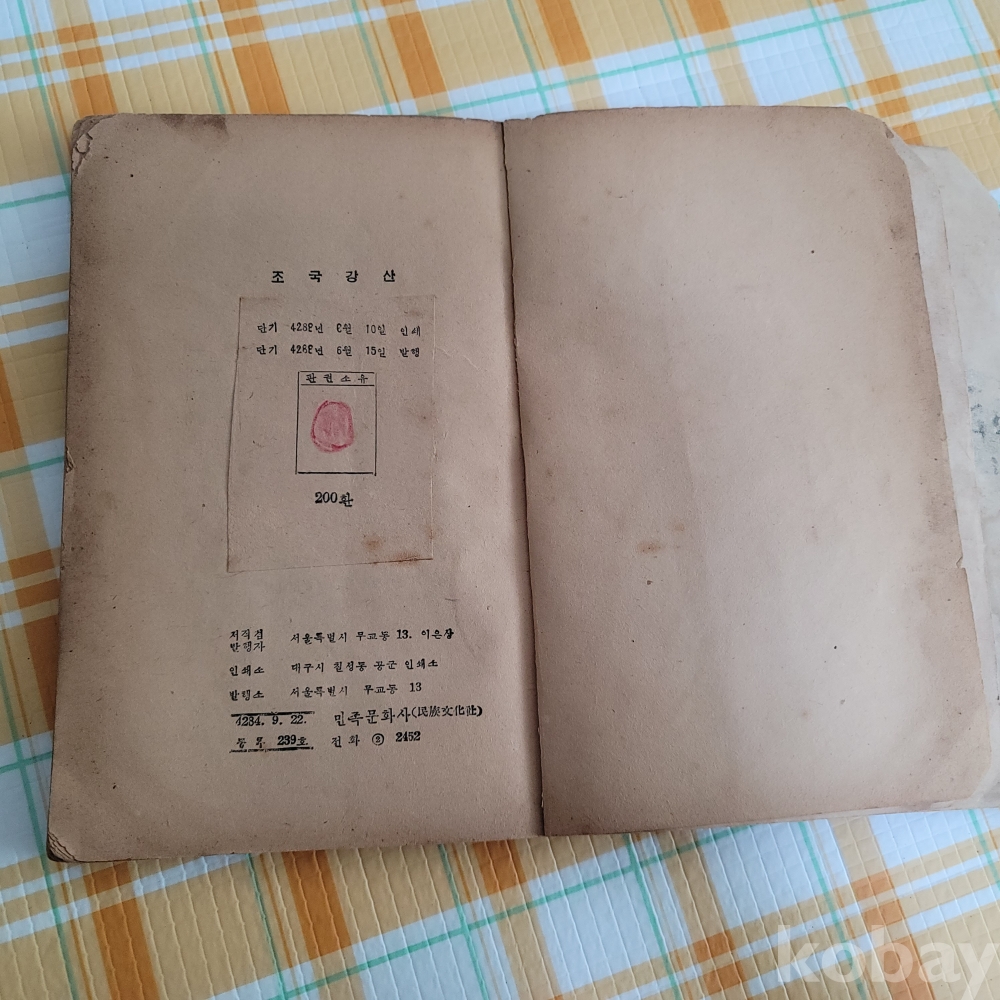 조 국 강 산
단기 428년 6월 10일 인쇄
단기 428년 6월 15일 발행
판 권 소 유
200환
저작겸
발행자 서울특별시 무교동 13. 이은상
인쇄소 대구시 칠성동 공군 인쇄소
발행소 서울특별시 무교동 13
4284. 9. 22. 민족문화사(民族文化社)
등록 239호 전화 ② 2452
kobay